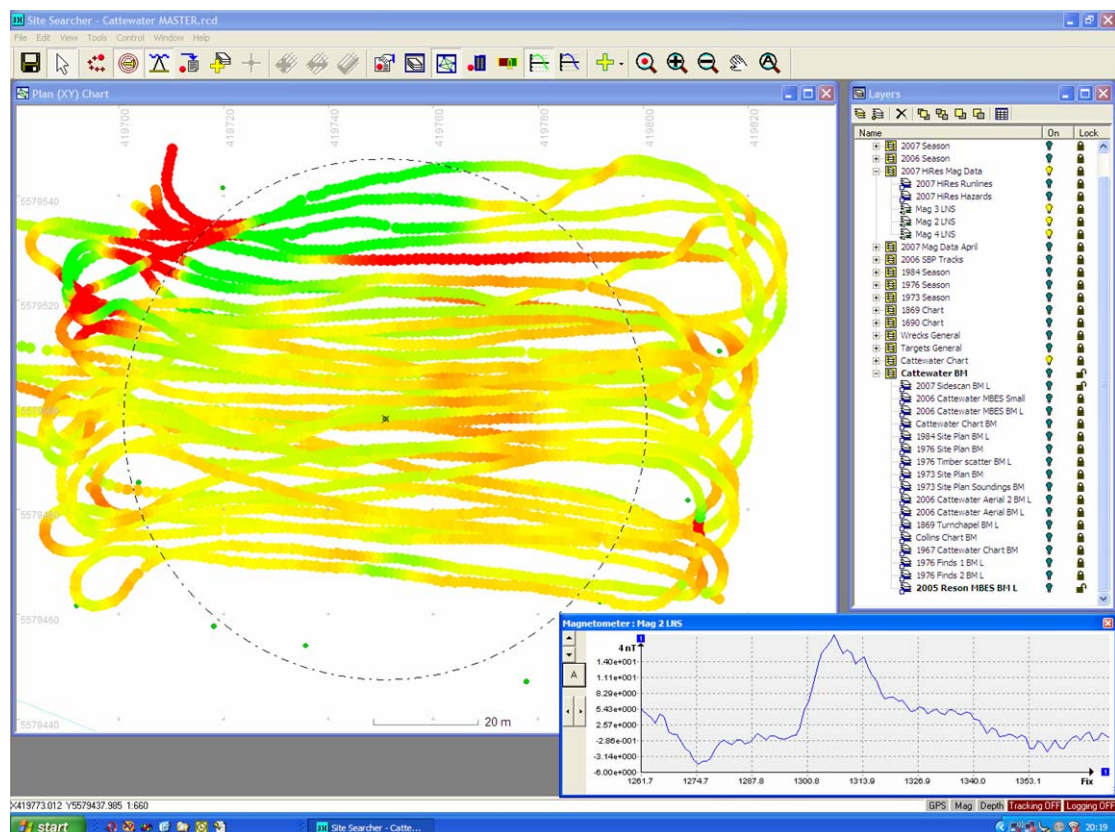 Site Searcher - Cattewater MASTER.rcd
File Edit View Tools Control Window Help
Plan (XY) Chart
419700
419720
419740
419760
419780
419800
419820
5579540
5579520
5579480
5579460
5579440
20 m
Layers
Name On Lock
2007 Season
2006 Season
2007 HiRes Mag Data
2007 HiRes Runlines
2007 HiRes Hazards
Mag 3 LNS
Mag 2 LNS
Mag 4 LNS
2007 Mag Data April
2006 SBP Tracks
1984 Season
1976 Season
1973 Season
1869 Chart
1690 Chart
Wrecks General
Targets General
Cattewater Chart
Cattewater BM
2007 Sidescan BM L
2006 Cattewater MBES Small
2006 Cattewater MBES BM L
Cattewater Chart BM
1984 Site Plan BM L
1976 Site Plan BM
1976 Timber scatter BM L
1973 Site Plan BM
1973 Site Plan Soundings BM
2006 Cattewater Aerial 2 BM L
2006 Cattewater Aerial BM L
1869 Turnchapel BM L
Collins Chart BM
1967 Cattewater Chart BM
1976 Finds 1 BM L
1976 Finds 2 BM L
2005 Reson MBES BM L
Magnetometer : Mag 2 LNS
A
1
4 nT
1.40e+001
1.11e+001
8.29e+000
5.43e+000
2.57e+000
-2.86e-001
-3.14e+000
-6.00e+000
1261.7 1274.7 1287.8 1300.8 1313.9 1326.9 1340.0 1353.1 Fix
1
X419773.012 Y5579437.985 1:660
GPS Mag Depth Tracking OFF Logging OFF
start
Site Searcher - Catte...
20:19